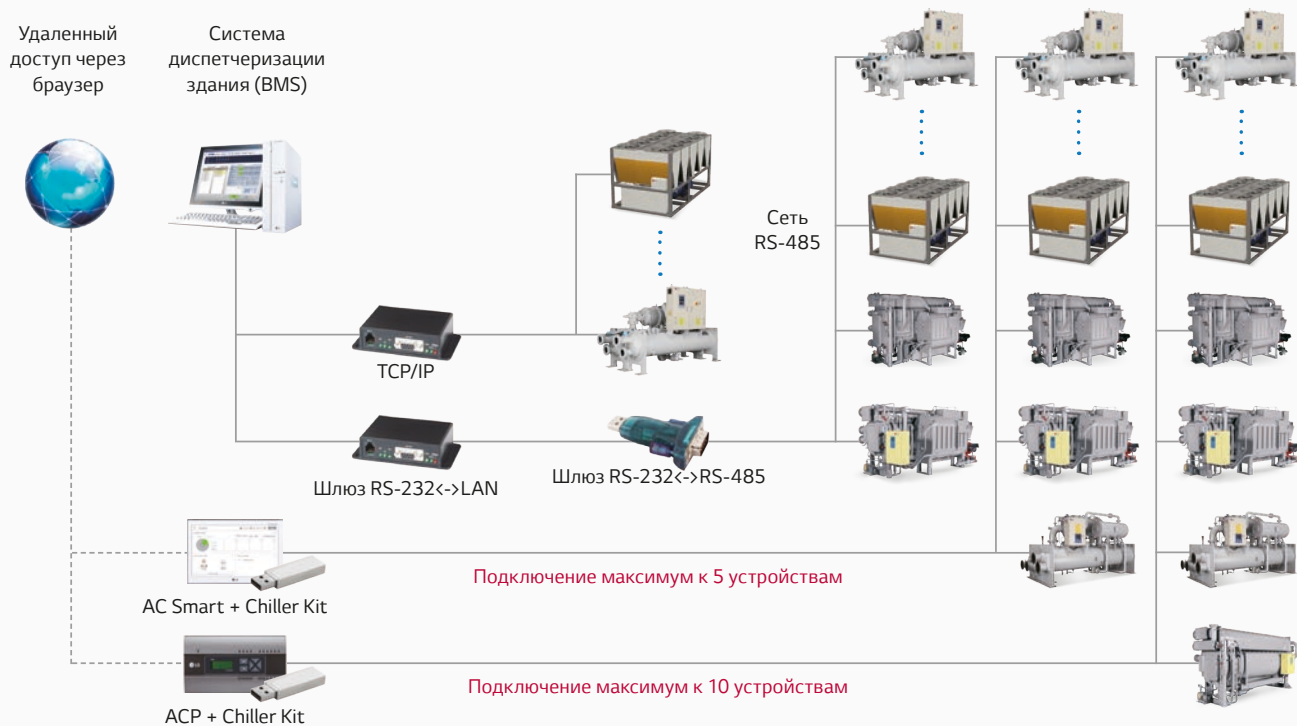 Удаленный
доступ через
браузер
Система
диспетчеризации
здания (BMS)
Сеть
RS-485
TCP/IP
Шлюз RS-232<->LAN
Шлюз RS-232<->RS-485
Подключение максимум к 5 устройствам
AC Smart + Chiller Kit
LG
Подключение максимум к 10 устройствам
ACP + Chiller Kit